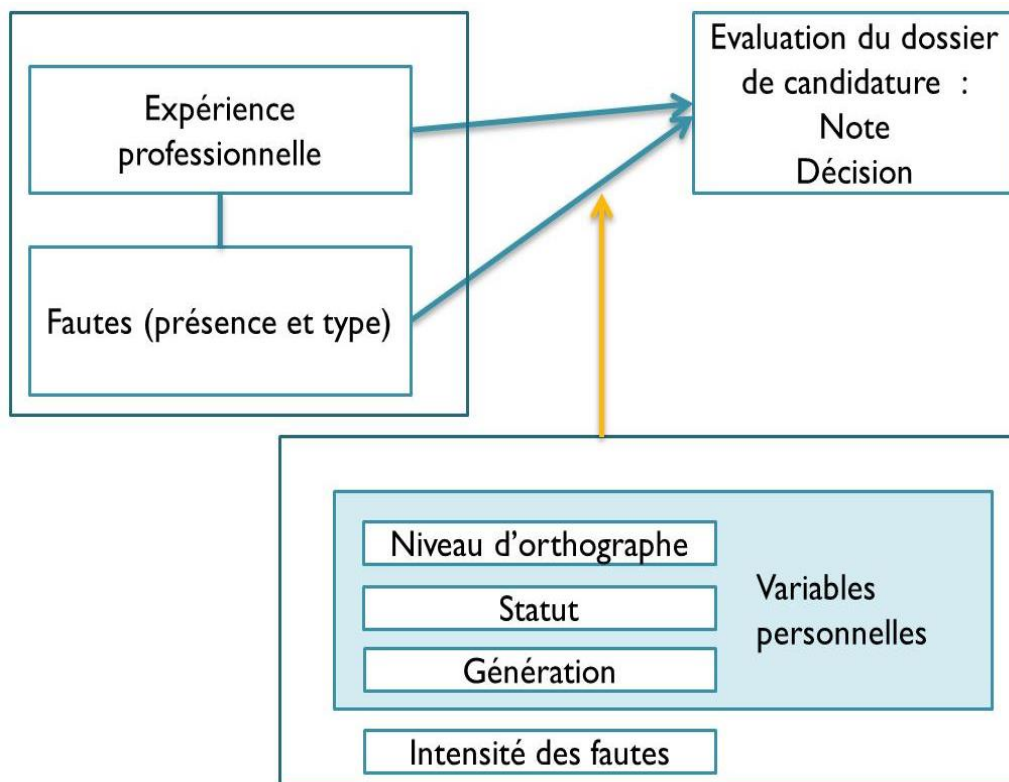 Expérience
professionnelle
Fautes (présence et type)
Evaluation du dossier
de candidature :
Note
Décision
Niveau d'orthographe
Statut
Génération
Variables
personnelles
Intensité des fautes